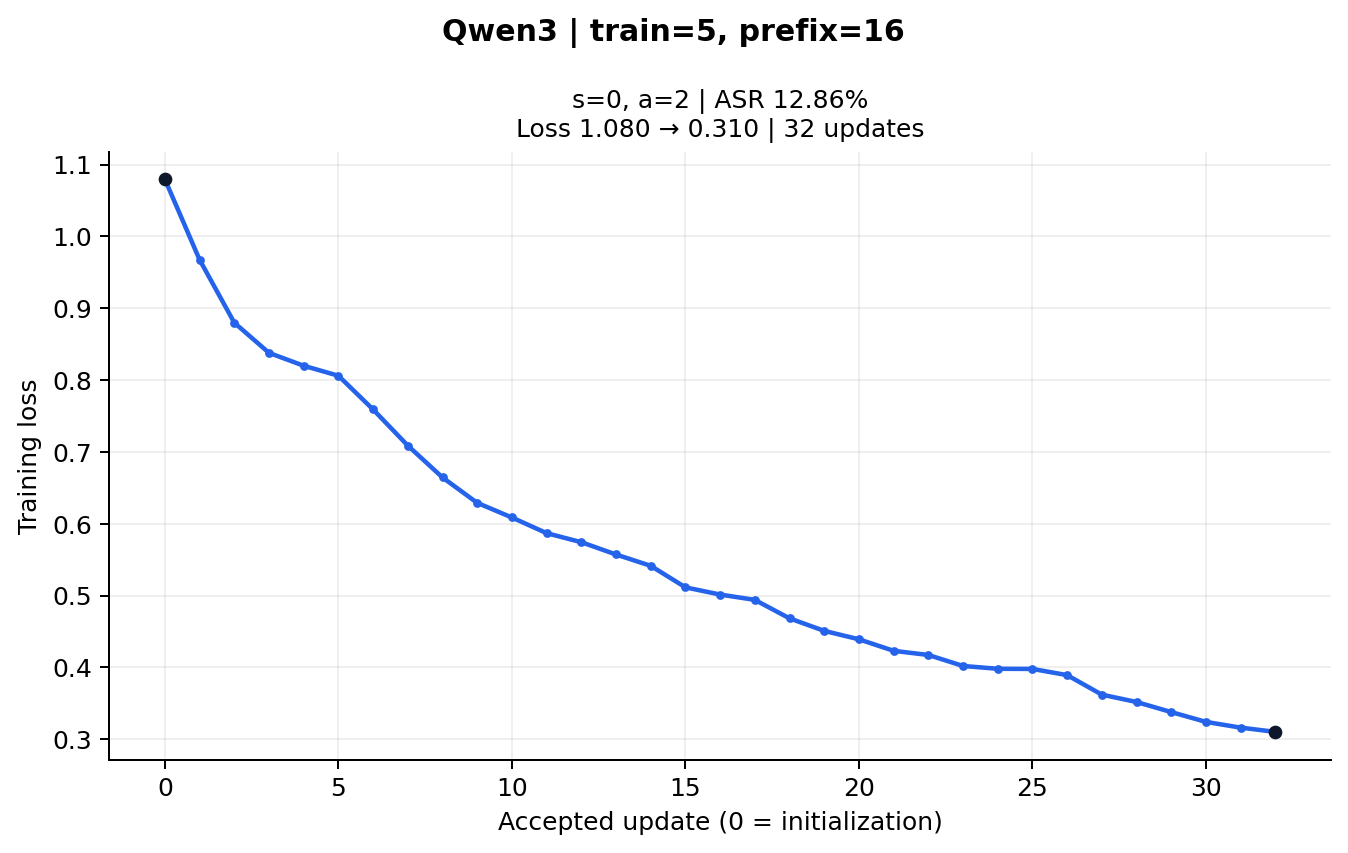 Qwen3 | train=5, prefix=16
s=0, a=2 | ASR 12.86%
Loss 1.080 → 0.310 | 32 updates
1.1
1.0
0.9
0.8
0.7
0.6
0.5
0.4
0.3
Training loss
0 5 10 15 20 25 30
Accepted update (0 = initialization)